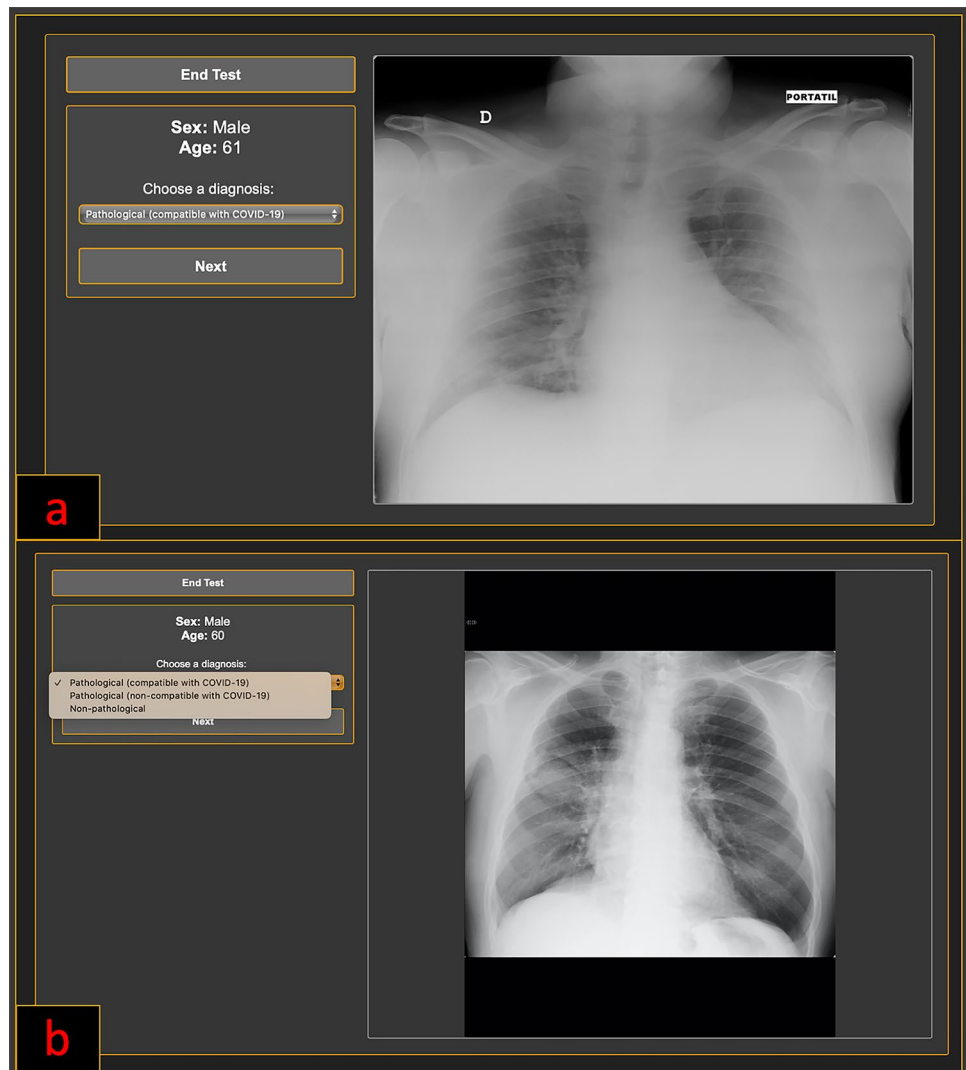 End Test
Sex: Male
Age: 61
Choose a diagnosis:
Pathological (compatible with COVID-19)
Next
D
PORTATIL
a
End Test
Sex: Male
Age: 60
Choose a diagnosis:
✓ Pathological (compatible with COVID-19)
Pathological (non-compatible with COVID-19)
Non-pathological
Next
b